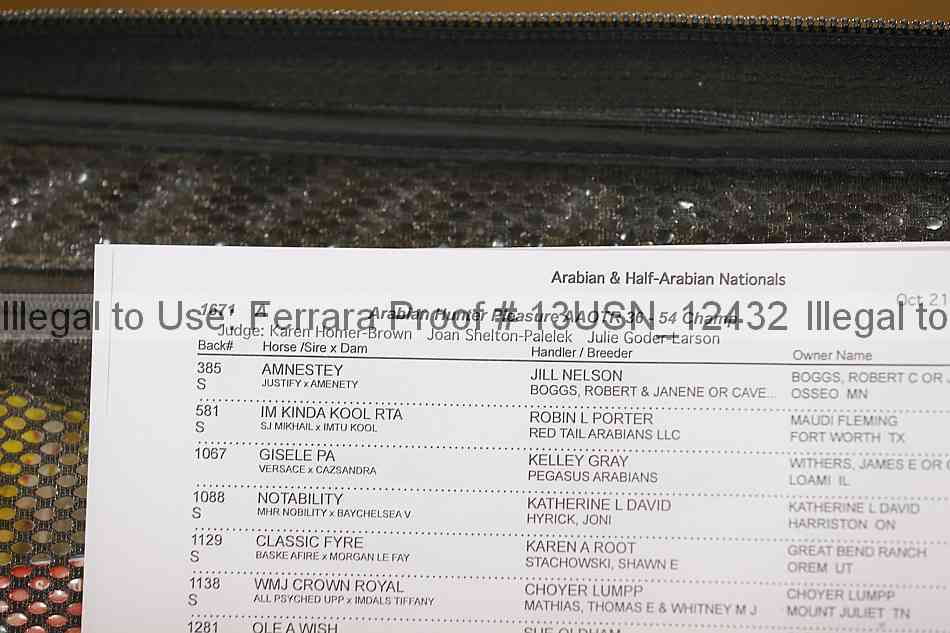 Arabian & Half-Arabian Nationals
Oct 21
1671 A Arabian Hunter Pleasure AAOTR 36 - 54 Champ
Illegal to Use, Ferrara Proof # 13USN-12432 Illegal to
Judge: Karen Homer-Brown Joan Shelton-Palelek Julie Goder-Larson
Back# Horse /Sire x Dam Handler / Breeder Owner Name
385 AMNESTEY JILL NELSON BOGGS, ROBERT C OR
S JUSTIFY x AMENETY BOGGS, ROBERT & JANENE OR CAVE... OSSEO MN
581 IM KINDA KOOL RTA ROBIN L PORTER MAUDI FLEMING
S SJ MIKHAIL x IMTU KOOL RED TAIL ARABIANS LLC FORT WORTH TX
1067 GISELE PA KELLEY GRAY WITHERS, JAMES E OR
VERSACE x CAZSANDRA PEGASUS ARABIANS LOAMI IL
1088 NOTABILITY KATHERINE L DAVID KATHERINE L DAVID
S MHR NOBILITY x BAYCHELSEA V HYRICK, JONI HARRISTON ON
1129 CLASSIC FYRE KAREN A ROOT GREAT BEND RANCH
S BASKE AFIRE x MORGAN LE FAY STACHOWSKI, SHAWN E OREM UT
1138 WMJ CROWN ROYAL CHOYER LUMPP CHOYER LUMPP
S ALL PSYCHED UPP x IMDALS TIFFANY MATHIAS, THOMAS E & WHITNEY M J MOUNT JULIET TN
1281 OLE A WISH SUE OLDHAM